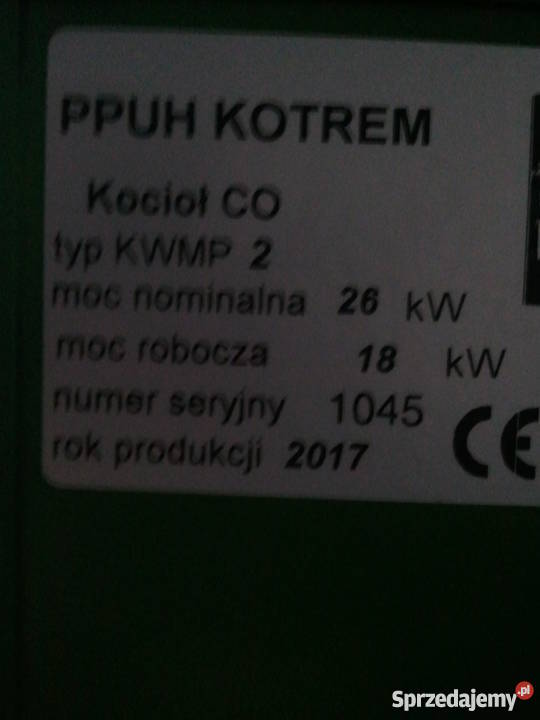 PPUH KOTREM
Kocioł CO
typ KWMP 2
moc nominalna 26 kW
moc robocza 18 kW
numer seryjny 1045
rok produkcji 2017
CE
Sprzedajemy.pl